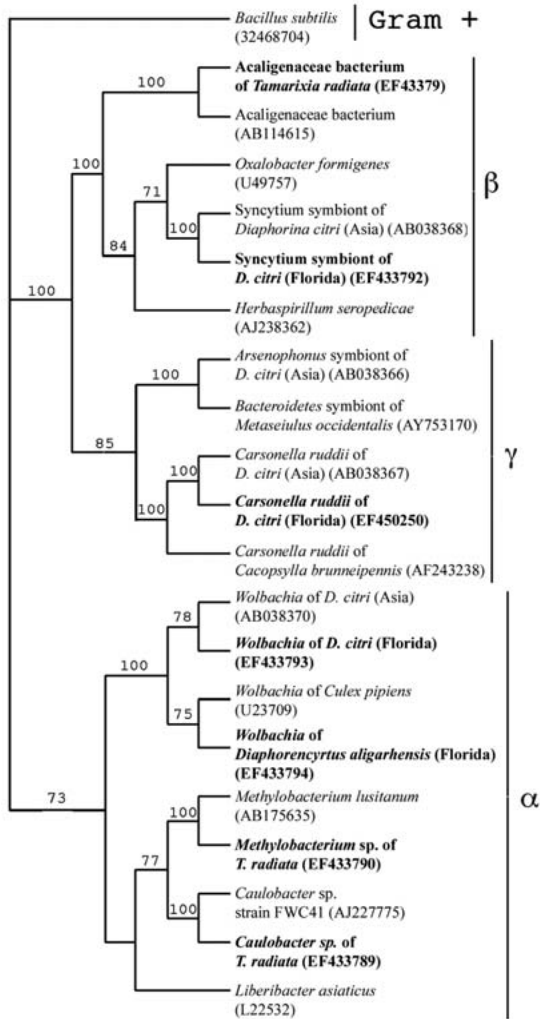 Bacillus subtilis
(32468704)
Gram +
100
Acaligenaceae bacterium
of Tamarixia radiata (EF43379)
Acaligenaceae bacterium
(AB114615)
100
71
Oxalobacter formigenes
(U49757)
β
100
Syncytium symbiont of
Diaphorina citri (Asia) (AB038368)
84
Syncytium symbiont of
D. citri (Florida) (EF433792)
100
Herbaspirillum seropedicae
(AJ238362)
100
Arsenophonus symbiont of
D. citri (Asia) (AB038366)
Bacteroidetes symbiont of
Metaseiulus occidentalis (AY753170)
85
γ
100
Carsonella ruddii of
D. citri (Asia) (AB038367)
100
Carsonella ruddii of
D. citri (Florida) (EF450250)
Carsonella ruddii of
Cacopsylla brunneipennis (AF243238)
78
Wolbachia of D. citri (Asia)
(AB038370)
100
Wolbachia of D. citri (Florida)
(EF433793)
75
Wolbachia of Culex pipiens
(U23709)
Wolbachia of
Diaphorencyrtus aligarhensis (Florida)
(EF433794)
73
α
100
Methylobacterium lusitanum
(AB175635)
77
Methylobacterium sp. of
T. radiata (EF433790)
100
Caulobacter sp.
strain FWC41 (AJ227775)
Caulobacter sp. of
T. radiata (EF433789)
Liberibacter asiaticus
(L22532)